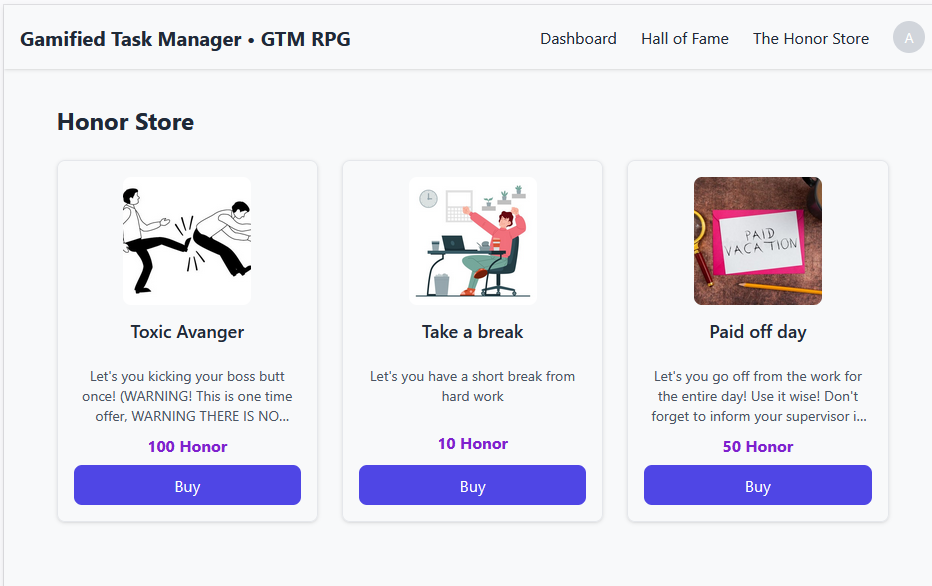 Gamified Task Manager • GTM RPG
Dashboard
Hall of Fame
The Honor Store
A
Honor Store
PAID
VACATION
Toxic Avanger
Let's you kicking your boss butt
once! (WARNING! This is one time
offer, WARNING THERE IS NO...
100 Honor
Buy
Take a break
Let's you have a short break from
hard work
10 Honor
Buy
Paid off day
Let's you go off from the work for
the entire day! Use it wise! Don't
forget to inform your supervisor i...
50 Honor
Buy